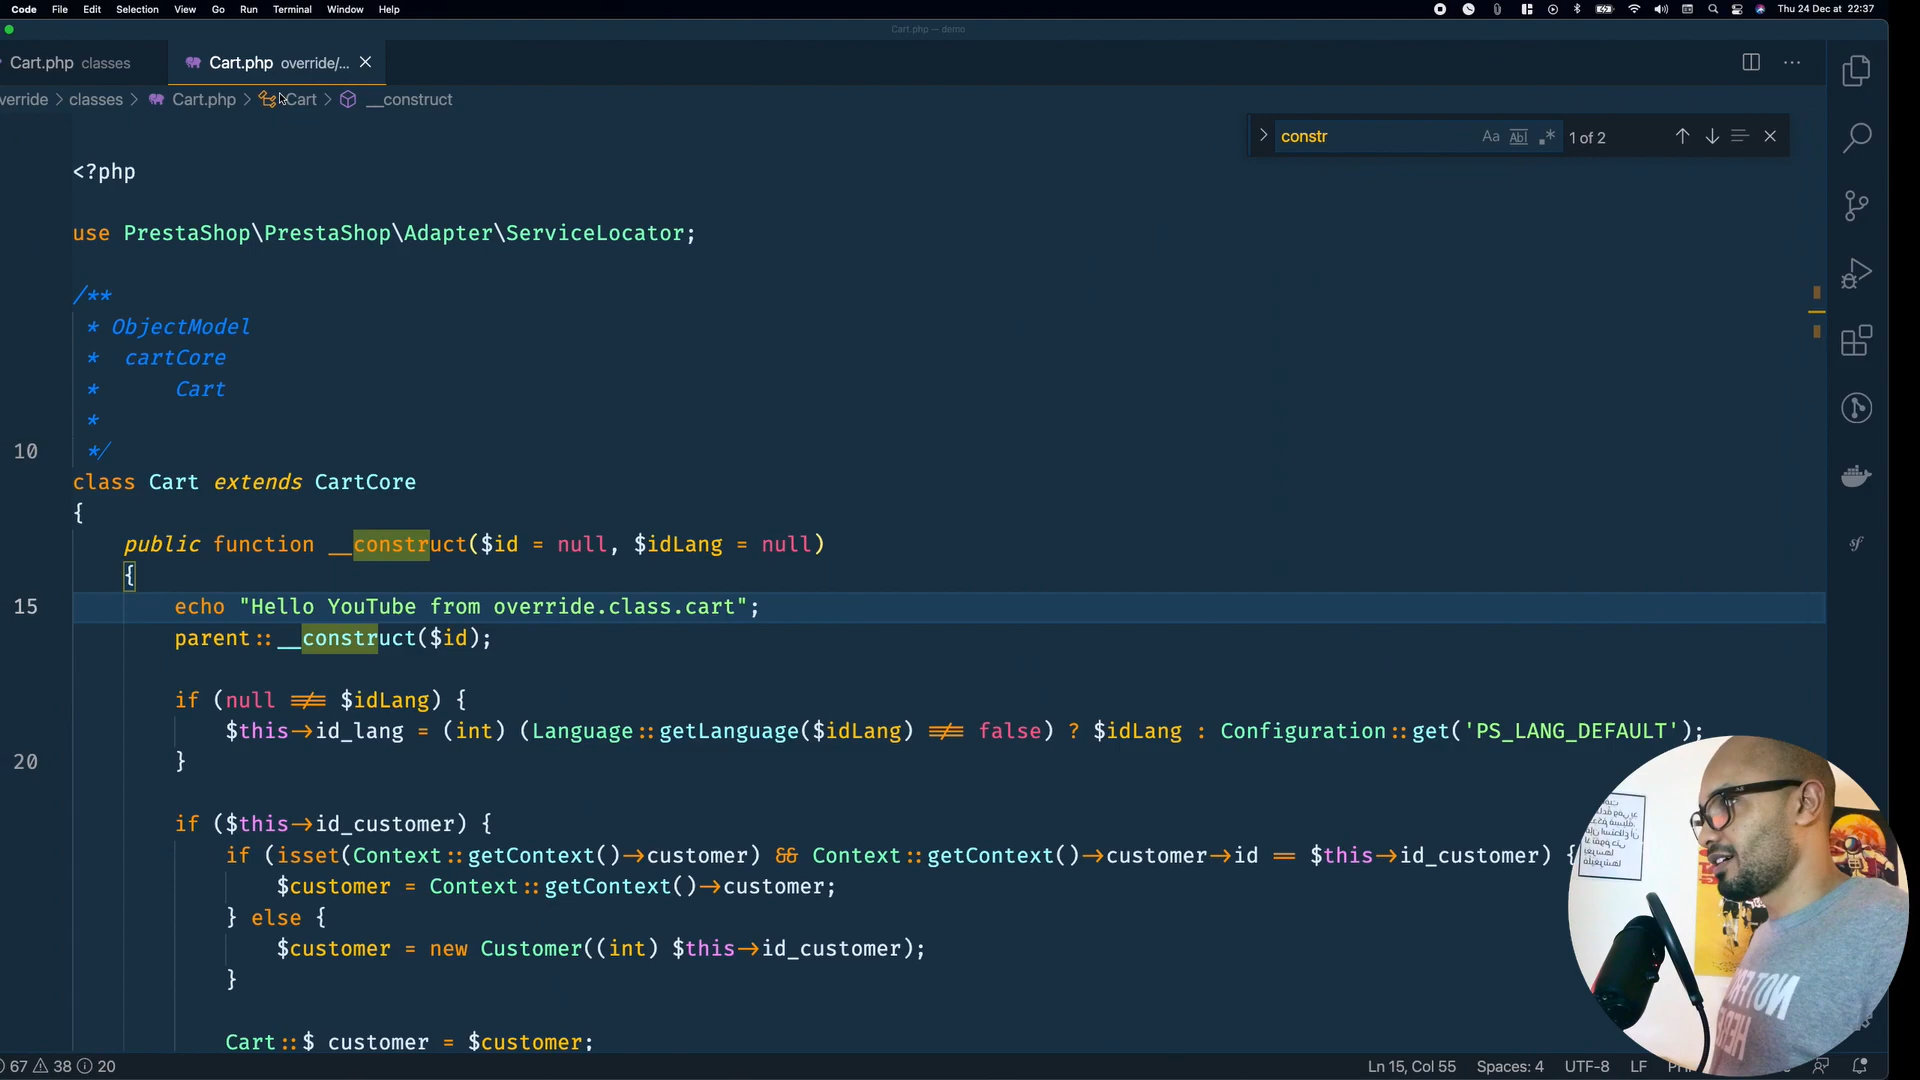 Code File Edit Selection View Go Run Terminal Window Help Thu 24 Dec at 22:37
Cart.php — demo
Cart.php classes Cart.php override/...
verride > classes > Cart.php > Cart > __construct
constr Aa Abl .* 1 of 2
<?php
use PrestaShop\PrestaShop\Adapter\ServiceLocator;
/**
* ObjectModel
* cartCore
* Cart
*
10 */
class Cart extends CartCore
{
public function __construct($id = null, $idLang = null)
{
15 echo "Hello YouTube from override.class.cart";
parent::__construct($id);
if (null !== $idLang) {
$this->id_lang = (int) (Language::getLanguage($idLang) !== false) ? $idLang : Configuration::get('PS_LANG_DEFAULT');
20 }
if ($this->id_customer) {
if (isset(Context::getContext()->customer) && Context::getContext()->customer->id == $this->id_customer) {
$customer = Context::getContext()->customer;
} else {
$customer = new Customer((int) $this->id_customer);
}
Cart::$_customer = $customer;
67 38 20 Ln 15, Col 55 Spaces: 4 UTF-8 LF